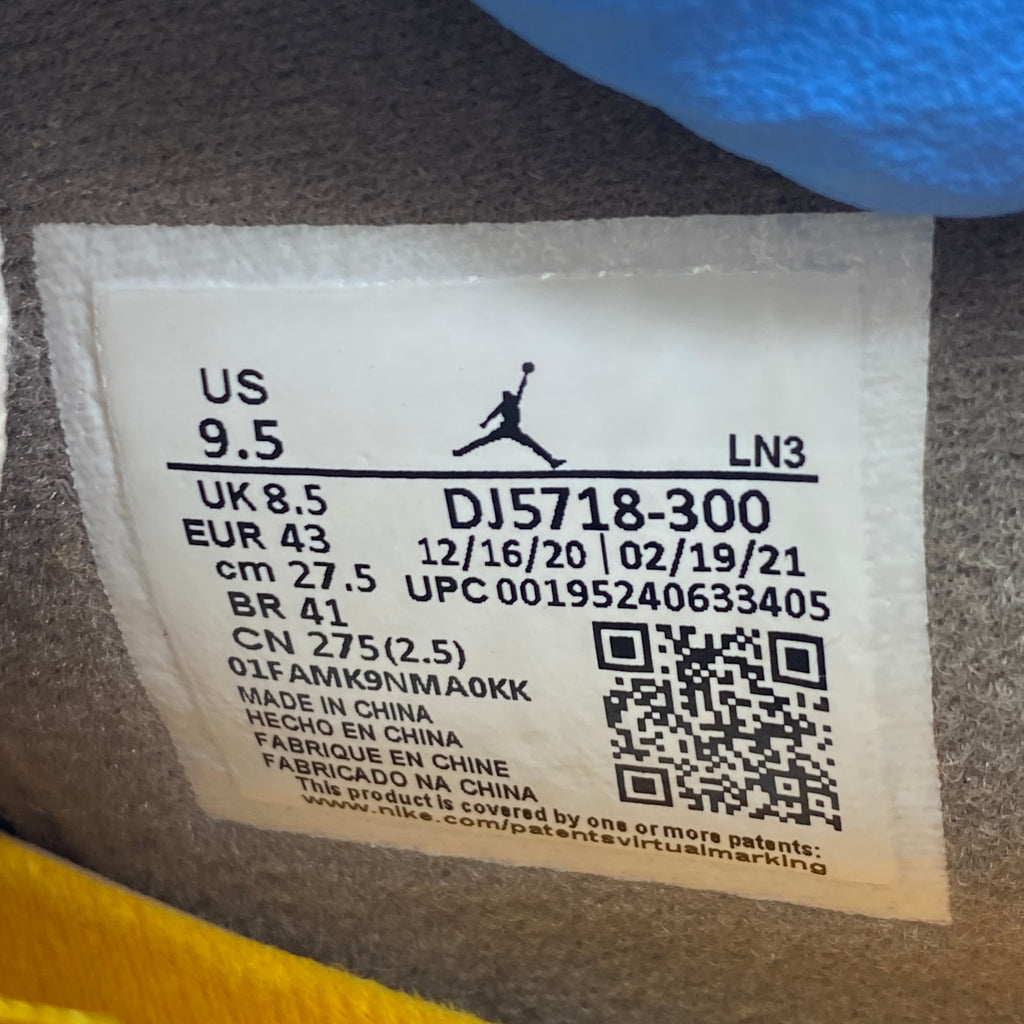 US
9.5
LN3
UK 8.5
EUR 43
cm 27.5
BR 41
CN 275(2.5)
DJ5718-300
12/16/20 | 02/19/21
UPC 00195240633405
01FAMK9NMA0KK
MADE IN CHINA
HECHO EN CHINA
FABRIQUE EN CHINE
FABRICADO NA CHINA
This product is covered by one or more patents:
www.nike.com/patentsvirtualmarking